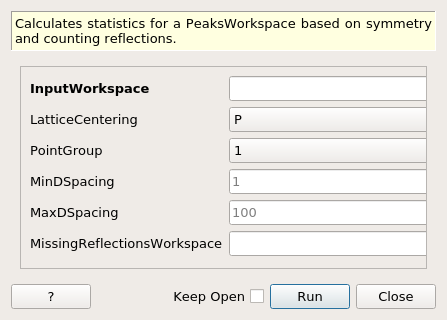 Calculates statistics for a PeaksWorkspace based on symmetry
and counting reflections.
InputWorkspace
LatticeCentering P
PointGroup 1
MinDSpacing 1
MaxDSpacing 100
MissingReflectionsWorkspace
? Keep Open Run Close